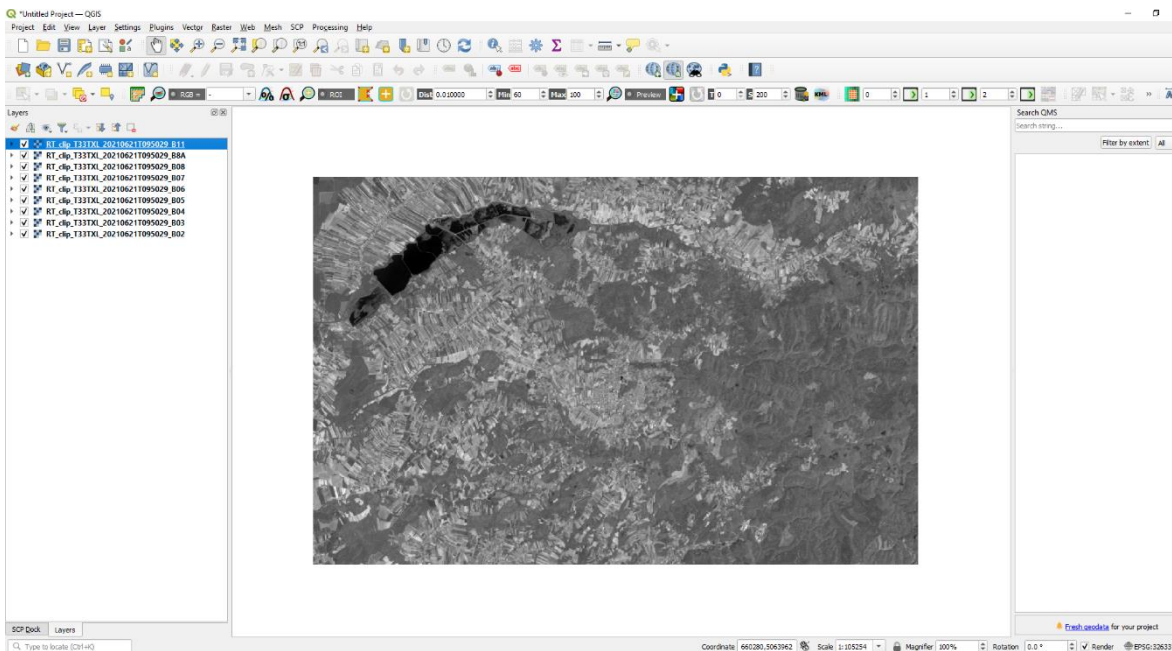 *Untitled Project — QGIS
Project Edit View Layer Settings Plugins Vector Raster Web Mesh SCP Processing Help
RGB = - ROI Dist 0.010000 Min 60 Max 100 Preview T 0 S 200 KML 0 1 2
Layers
Search QMS
Search string...
Filter by extent All
RT_clip_T33TXL_20210621T095029_B11
RT_clip_T33TXL_20210621T095029_B8A
RT_clip_T33TXL_20210621T095029_B08
RT_clip_T33TXL_20210621T095029_B07
RT_clip_T33TXL_20210621T095029_B06
RT_clip_T33TXL_20210621T095029_B05
RT_clip_T33TXL_20210621T095029_B04
RT_clip_T33TXL_20210621T095029_B03
RT_clip_T33TXL_20210621T095029_B02
SCP Dock Layers
Fresh geodata for your project
Type to locate (Ctrl+K) Coordinate 660280,5063962 Scale 1:105254 Magnifier 100% Rotation 0.0 ° Render EPSG:32633